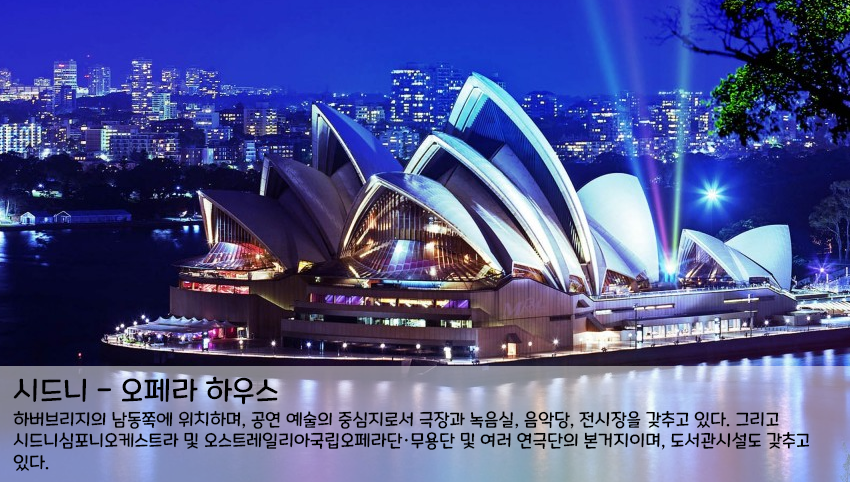 시드니 - 오페라 하우스
하버브리지의 남동쪽에 위치하며, 공연 예술의 중심지로서 극장과 녹음실, 음악당, 전시장을 갖추고 있다. 그리고
시드니심포니오케스트라 및 오스트레일리아국립오페라단·무용단 및 여러 연극단의 본거지이며, 도서관시설도 갖추고
있다.